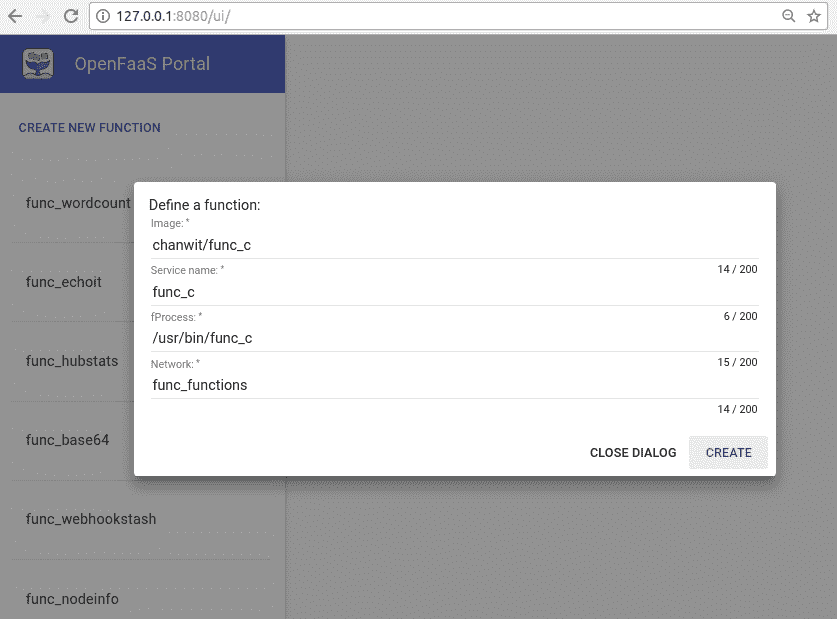 127.0.0.1:8080/ui/
OpenFaaS Portal
CREATE NEW FUNCTION
func_wordcount
func_echoit
func_hubstats
func_base64
func_webhookstash
func_nodeinfo
Define a function:
Image: *
chanwit/func_c
14 / 200
Service name: *
func_c
6 / 200
fProcess: *
/usr/bin/func_c
15 / 200
Network: *
func_functions
14 / 200
CLOSE DIALOG
CREATE